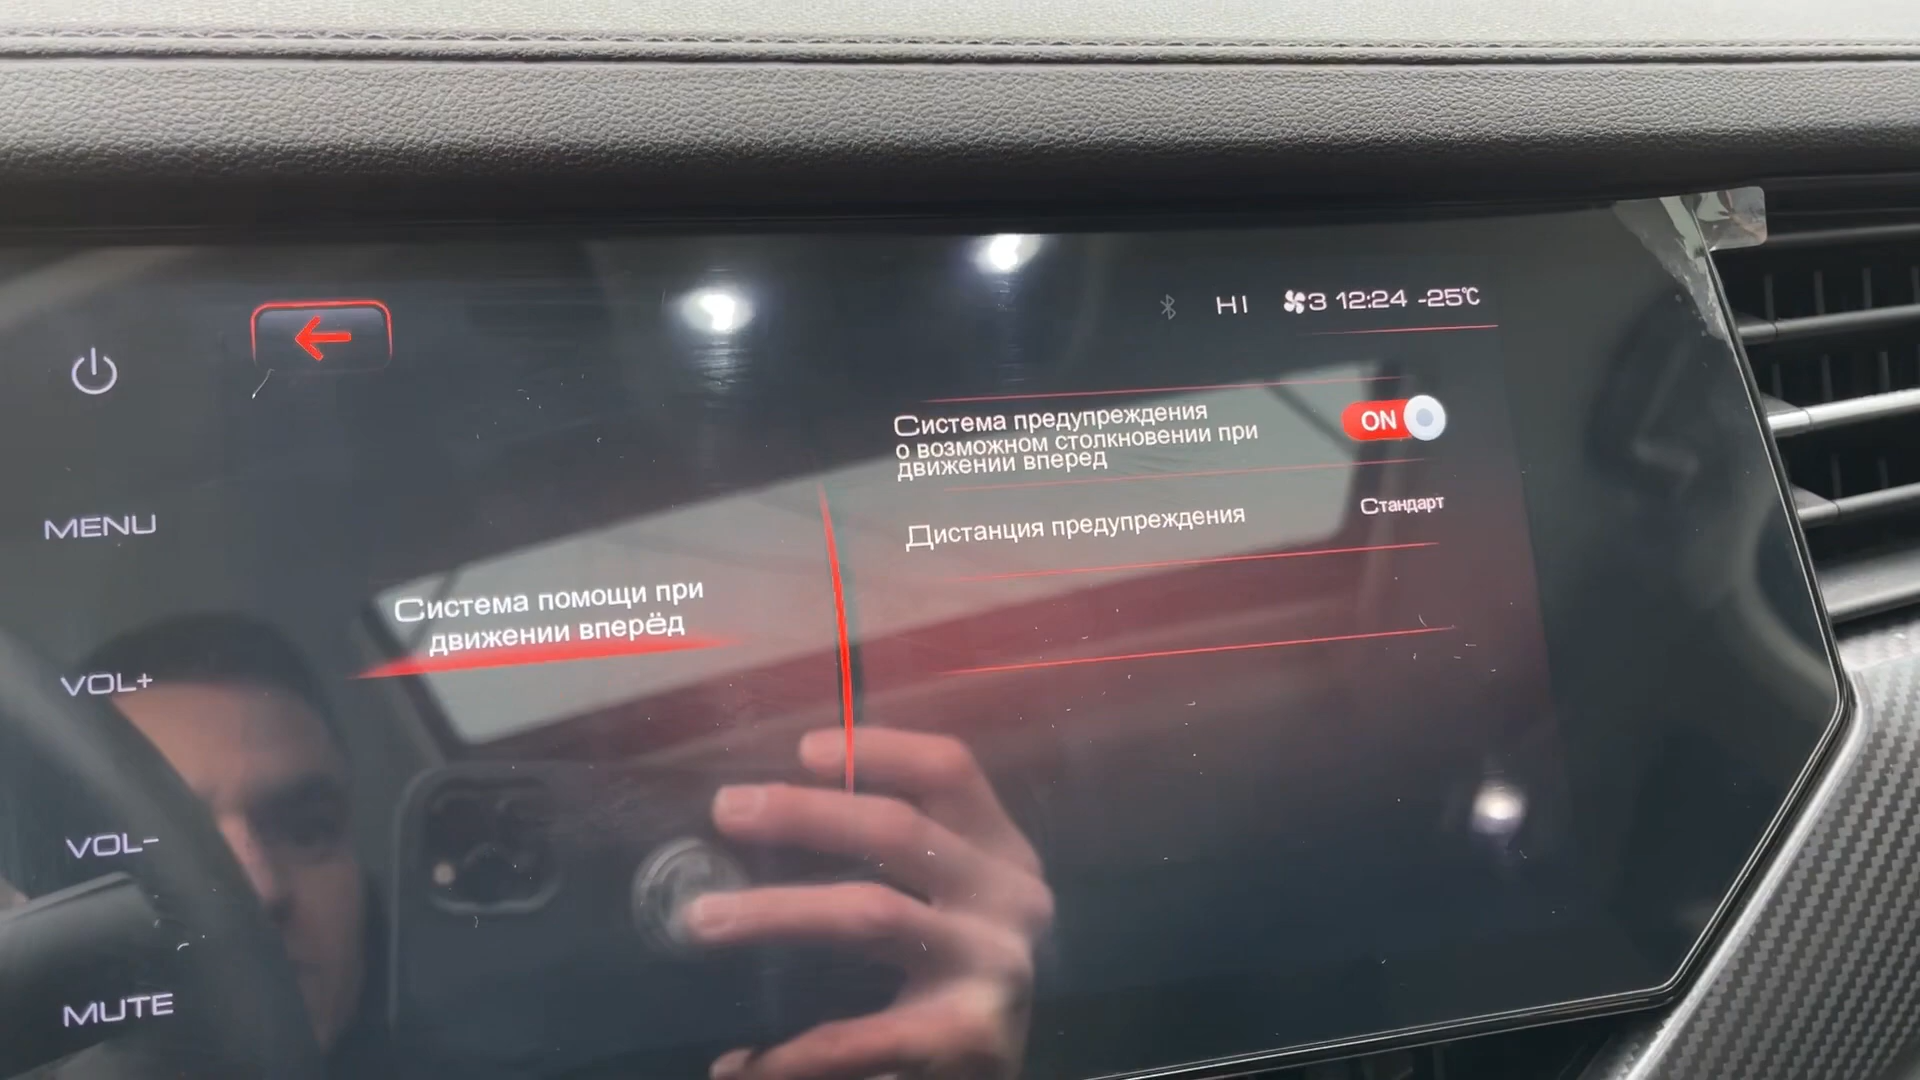 HI 3 12:24 -25℃
MENU
VOL+
VOL-
MUTE
Система помощи при
движении вперёд
Система предупреждения
о возможном столкновении при
движении вперед
ON
Дистанция предупреждения
Стандарт